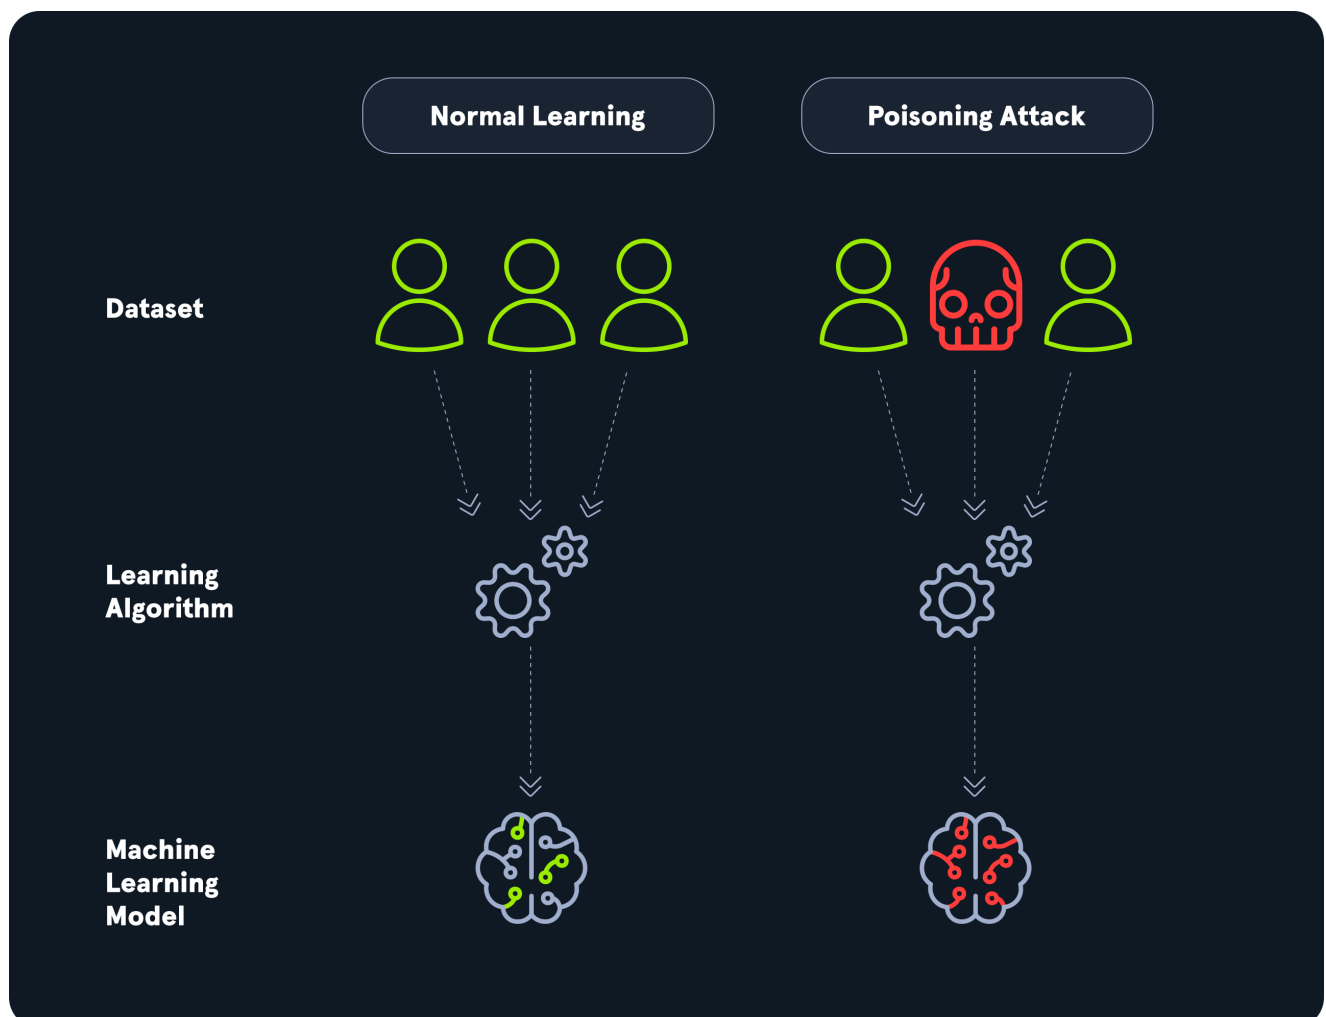 Normal Learning
Poisoning Attack
Dataset
Learning
Algorithm
Machine
Learning
Model